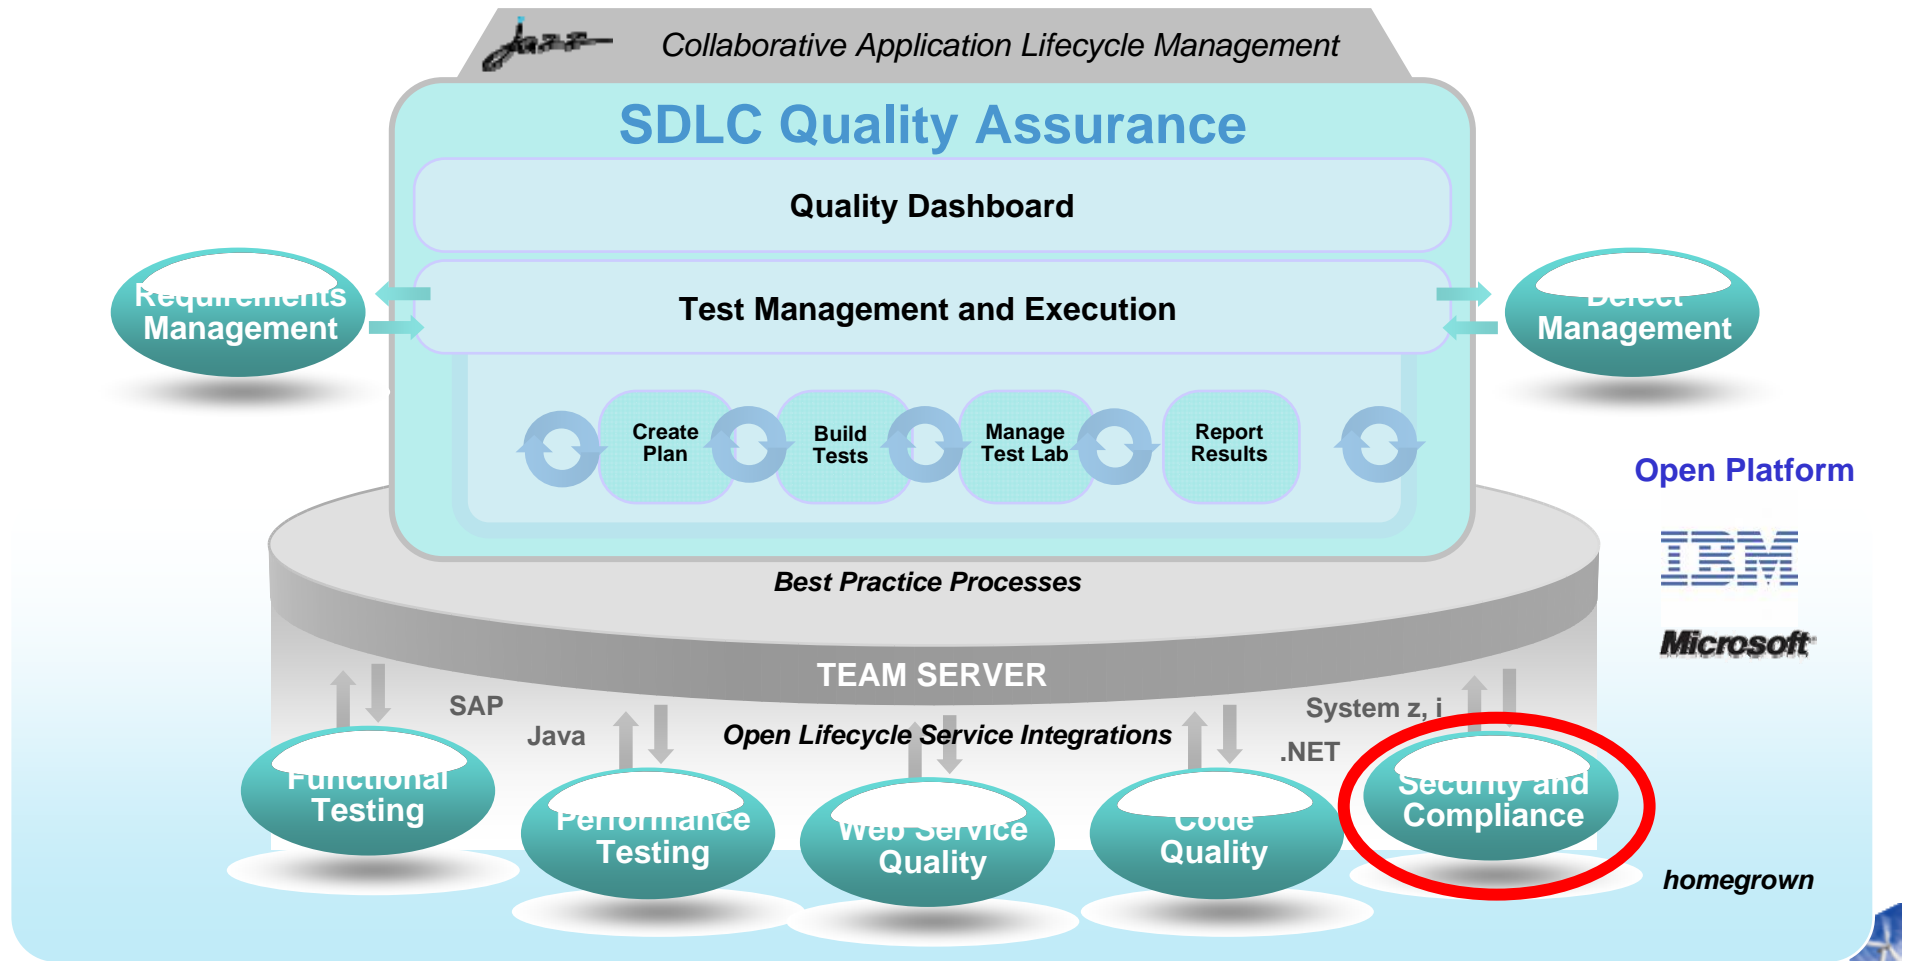 Jazz
Collaborative Application Lifecycle Management
SDLC Quality Assurance
Quality Dashboard
Requirements
Management
Test Management and Execution
Defect
Management
Create
Plan
Build
Tests
Manage
Test Lab
Report
Results
Open Platform
IBM
Microsoft
Best Practice Processes
TEAM SERVER
SAP
Java
Open Lifecycle Service Integrations
System z, i
.NET
Functional
Testing
Performance
Testing
Web Service
Quality
Code
Quality
Security and
Compliance
homegrown